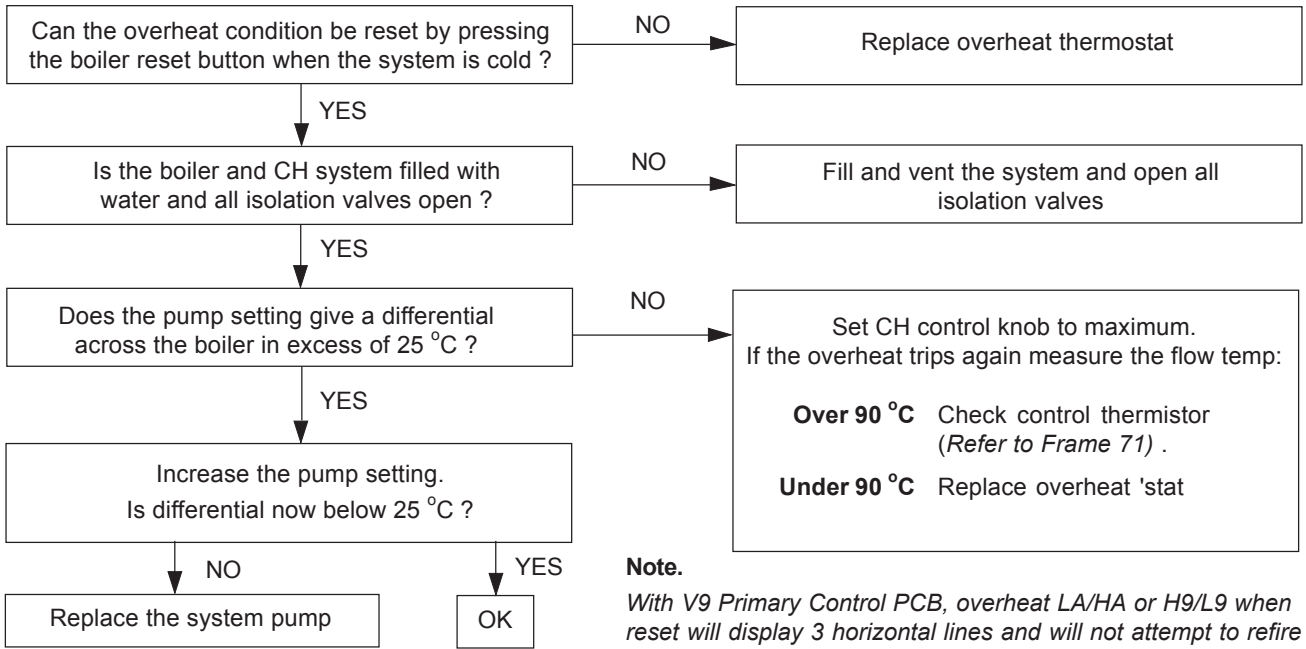 Can the overheat condition be reset by pressing
the boiler reset button when the system is cold ?
NO
Replace overheat thermostat
YES
Is the boiler and CH system filled with
water and all isolation valves open ?
NO
Fill and vent the system and open all
isolation valves
YES
Does the pump setting give a differential
across the boiler in excess of 25 °C ?
NO
Set CH control knob to maximum.
If the overheat trips again measure the flow temp:
Over 90 °C Check control thermistor
(Refer to Frame 71) .
Under 90 °C Replace overheat 'stat
YES
Increase the pump setting.
Is differential now below 25 °C ?
NO
Replace the system pump
YES
OK
Note.
With V9 Primary Control PCB, overheat LA/HA or H9/L9 when
reset will display 3 horizontal lines and will not attempt to refire